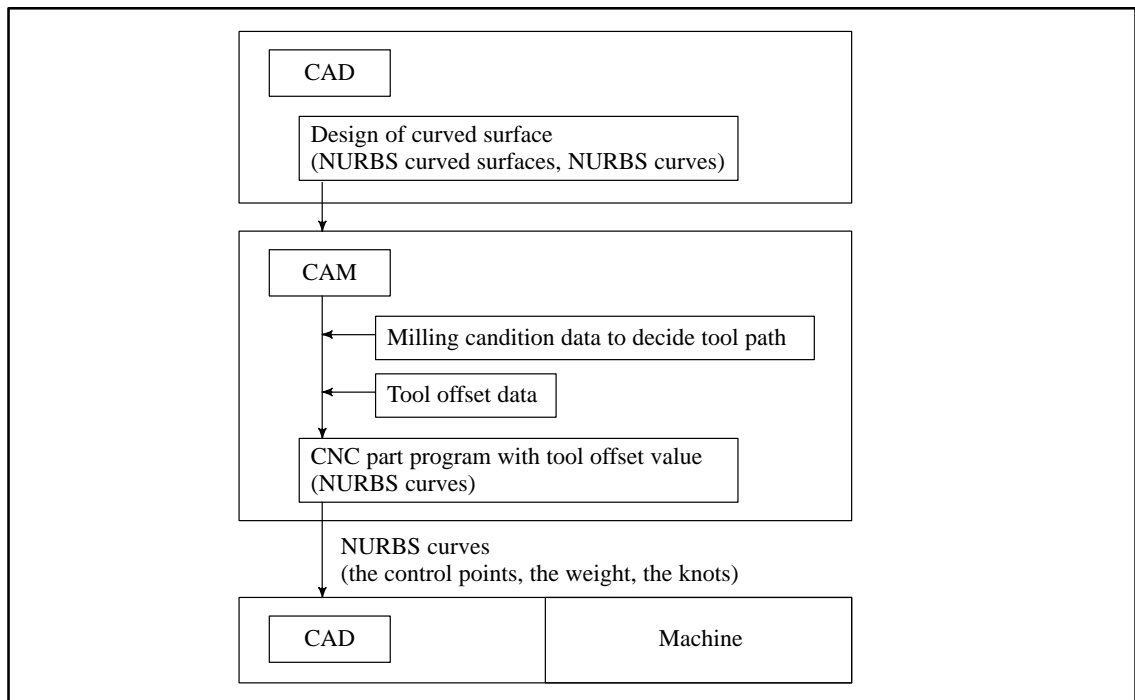 CAD
Design of curved surface
(NURBS curved surfaces, NURBS curves)
CAM
Milling candition data to decide tool path
Tool offset data
CNC part program with tool offset value
(NURBS curves)
NURBS curves
(the control points, the weight, the knots)
CAD
Machine